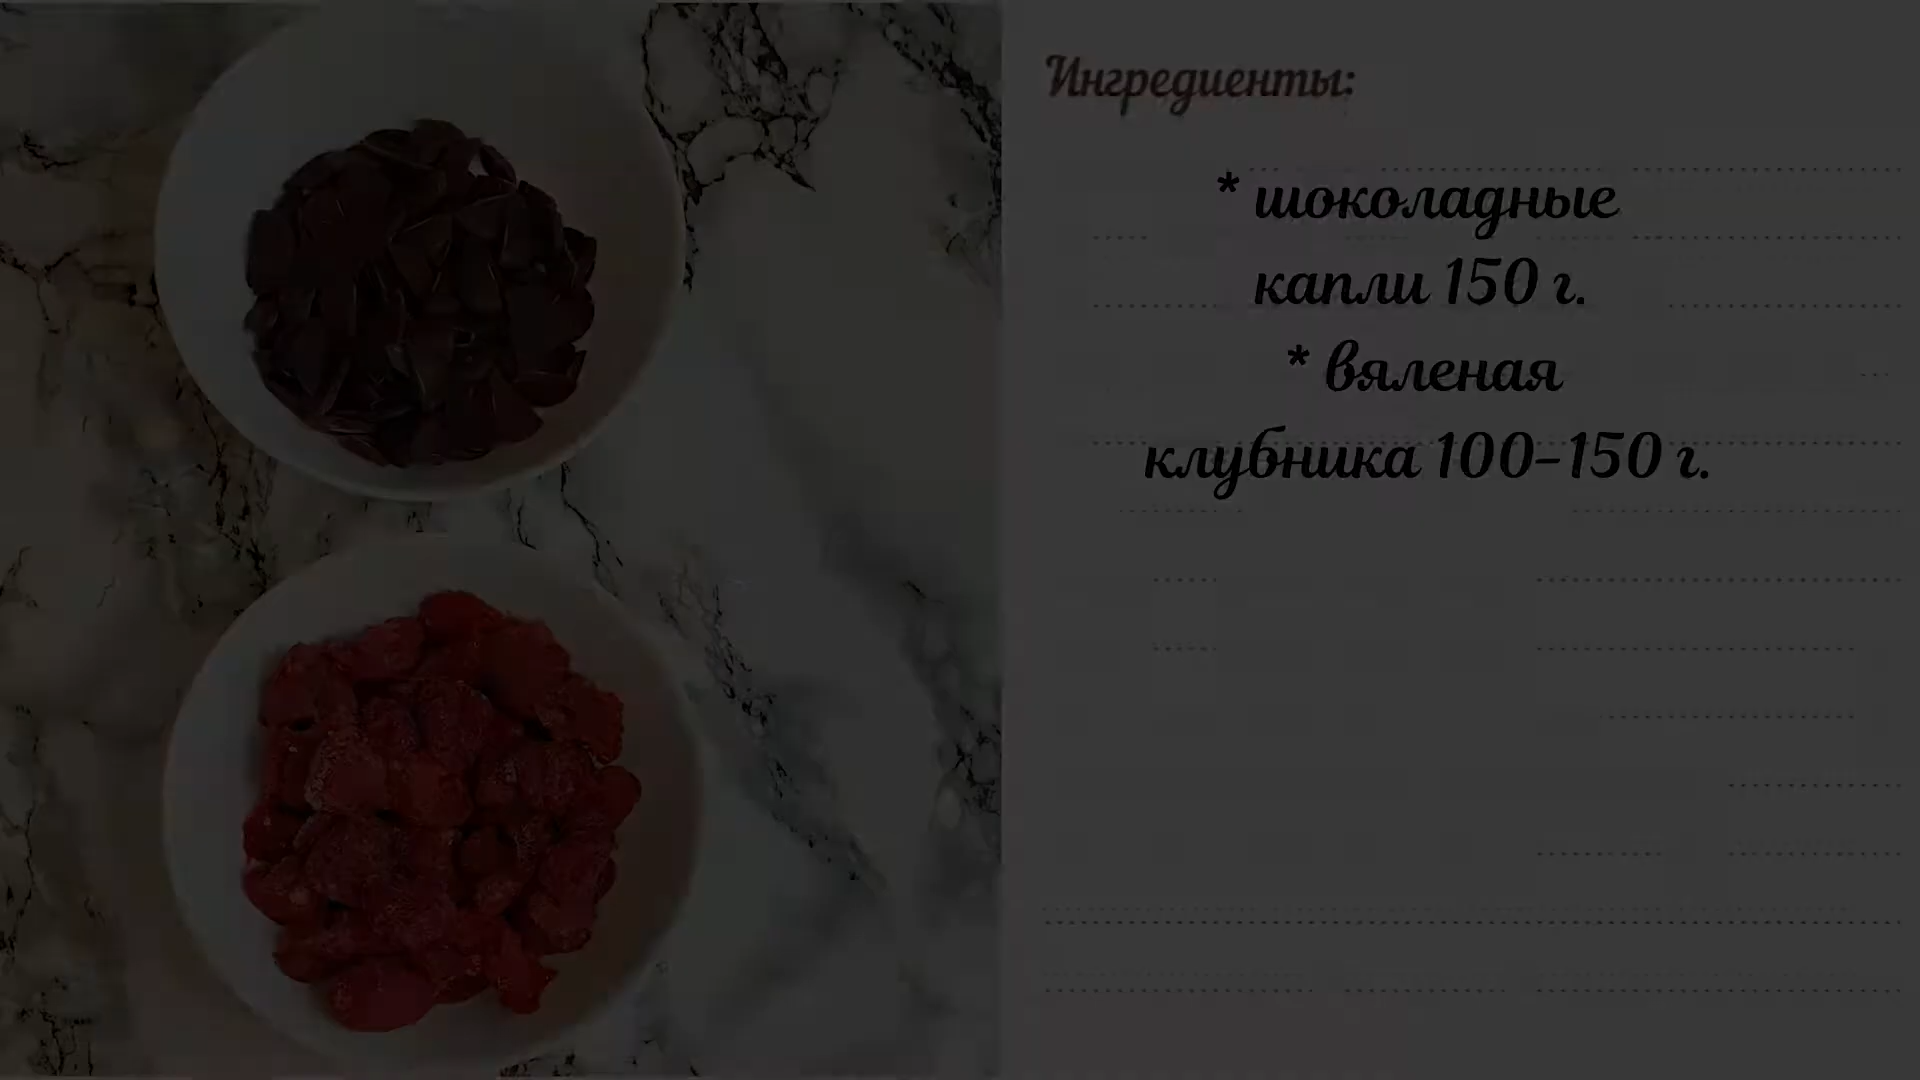 Ингредиенты:
* шоколадные
капли 150 г.
* вяленая
клубника 100-150 г.